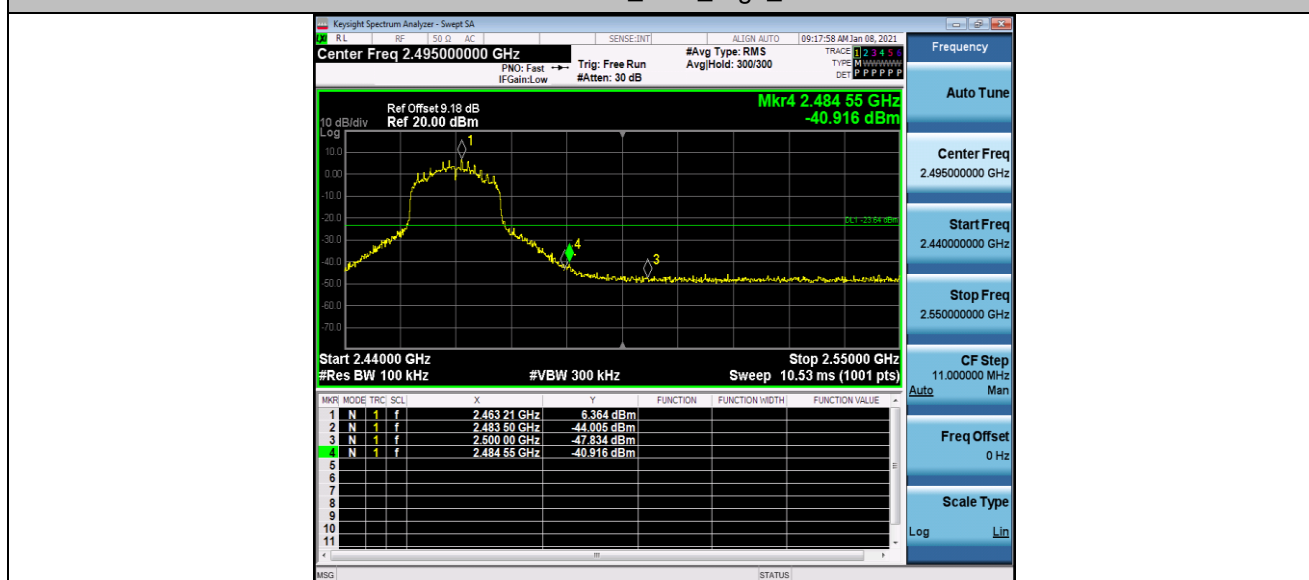 Keysight Spectrum Analyzer - Swept SA
RL RF 50 Ω AC SENSE:INT ALIGN AUTO 09:17:58 AM Jan 08, 2021
Center Freq 2.495000000 GHz
PNO: Fast Trig: Free Run #Avg Type: RMS TRACE 1 2 3 4 5 6
IFGain:Low #Atten: 30 dB Avg|Hold: 300/300 TYPE M WWWWW
DET P P P P P P
Ref Offset 9.18 dB Mkr4 2.484 55 GHz
10 dB/div Ref 20.00 dBm -40.916 dBm
Log
10.0
0.00
-10.0
-20.0
-30.0
-40.0
-50.0
-60.0
-70.0
1
4
3
DL1 -23.64 dBm
Start 2.44000 GHz Stop 2.55000 GHz
#Res BW 100 kHz #VBW 300 kHz Sweep 10.53 ms (1001 pts)
MKR MODE TRC SCL X Y FUNCTION FUNCTION WIDTH FUNCTION VALUE
1 N 1 f 2.463 21 GHz 6.364 dBm
2 N 1 f 2.483 50 GHz -44.005 dBm
3 N 1 f 2.500 00 GHz -47.834 dBm
4 N 1 f 2.484 55 GHz -40.916 dBm
5
6
7
8
9
10
11
MSG STATUS
Frequency
Auto Tune
Center Freq
2.495000000 GHz
Start Freq
2.440000000 GHz
Stop Freq
2.550000000 GHz
CF Step
11.000000 MHz
Auto Man
Freq Offset
0 Hz
Scale Type
Log Lin